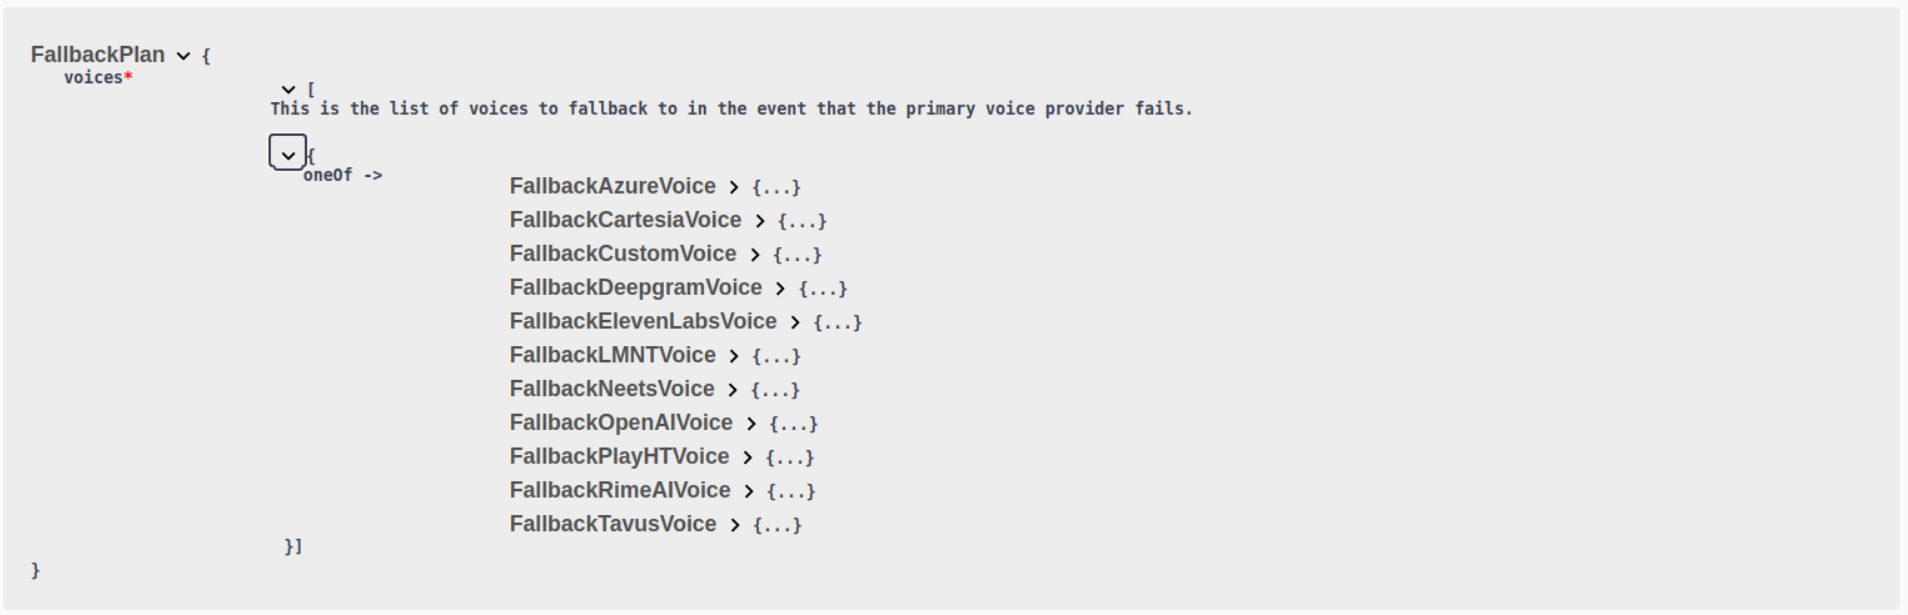 FallbackPlan {
voices*
[
This is the list of voices to fallback to in the event that the primary voice provider fails.
{
oneOf ->
FallbackAzureVoice > {...}
FallbackCartesiaVoice > {...}
FallbackCustomVoice > {...}
FallbackDeepgramVoice > {...}
FallbackElevenLabsVoice > {...}
FallbackLMNTVoice > {...}
FallbackNeetsVoice > {...}
FallbackOpenAIVoice > {...}
FallbackPlayHTVoice > {...}
FallbackRimeAIVoice > {...}
FallbackTavusVoice > {...}
}]
}